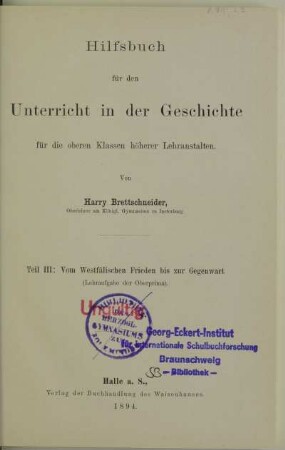 Hilfsbuch
für den
Unterricht in der Geschichte
für die oberen Klassen höherer Lehranstalten.
Von
Harry Brettschneider,
Oberlehrer am Königl. Gymnasium zu Insterburg.
Teil III: Vom Westfälischen Frieden bis zur Gegenwart
(Lehraufgabe der Oberprima).
Ungültig
HERZOGL.
GYMNASIUMS
Georg-Eckert-Institut
für internationale Schulbuchforschung
Braunschweig
– Bibliothek –
Halle a. S.,
Verlag der Buchhandlung des Waisenhauses.
1894.